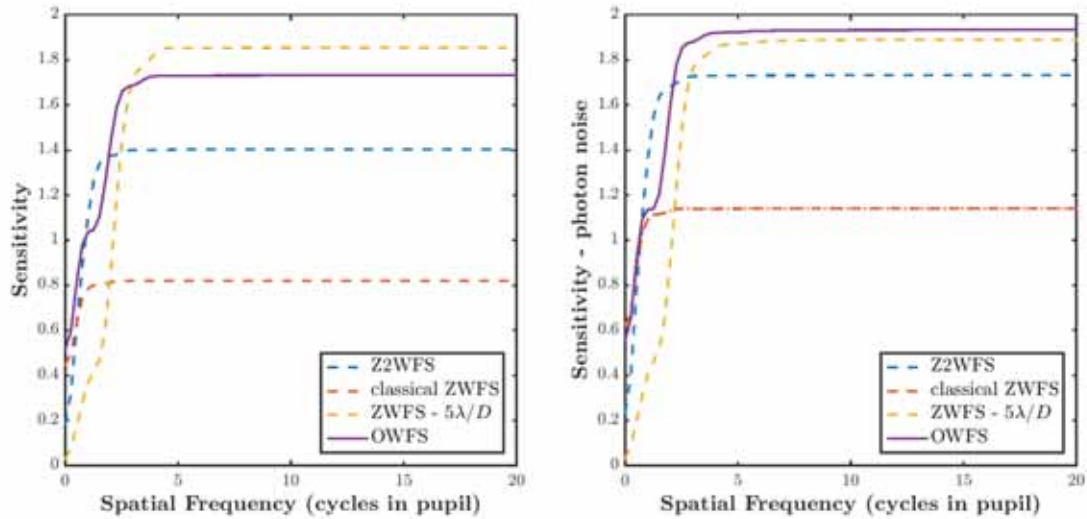 Sensitivity
2
1.8
1.6
1.4
1.2
1
0.8
0.6
0.4
0.2
0
0
5
10
15
20
Spatial Frequency (cycles in pupil)
Z2WFS
classical ZWFS
ZWFS - 5λ/D
OWFS
Sensitivity - photon noise
2
1.8
1.6
1.4
1.2
1
0.8
0.6
0.4
0.2
0
0
5
10
15
20
Spatial Frequency (cycles in pupil)
Z2WFS
classical ZWFS
ZWFS - 5λ/D
OWFS